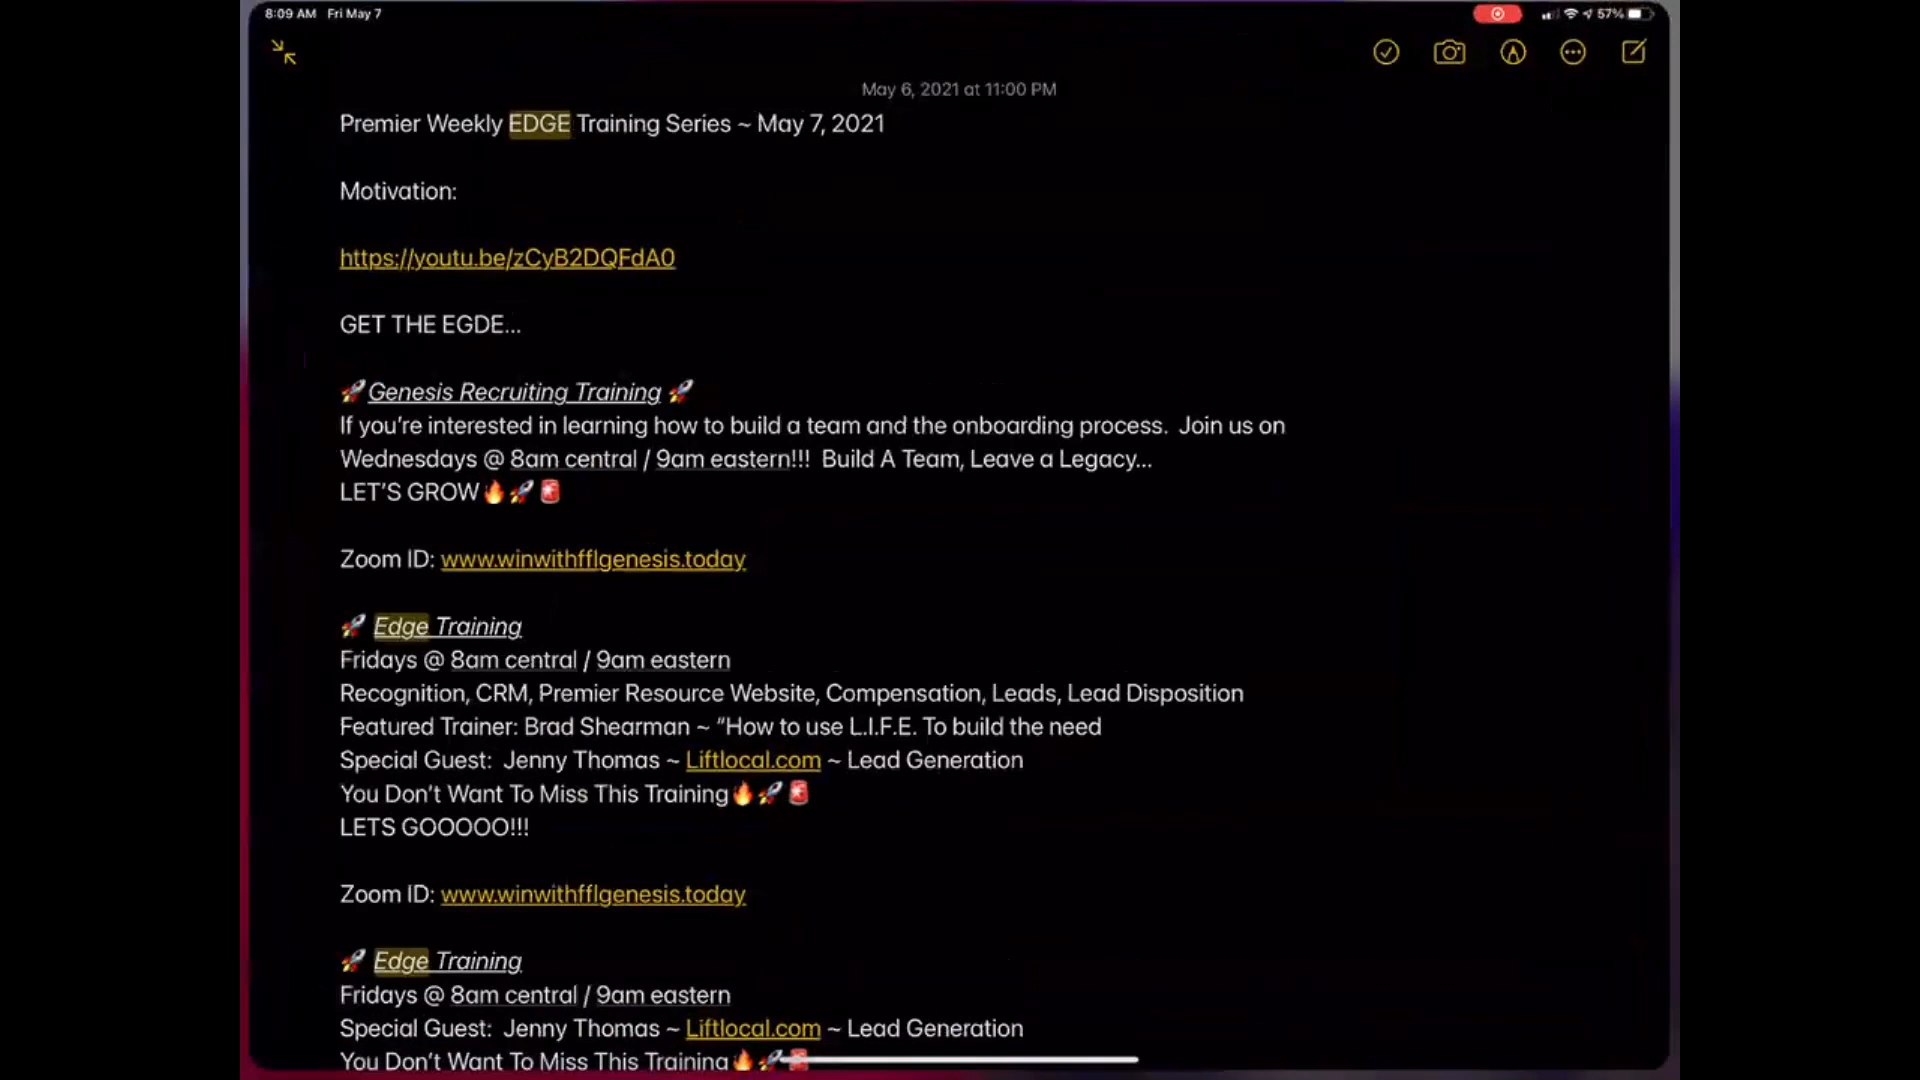 8:09 AM Fri May 7
57%
May 6, 2021 at 11:00 PM
Premier Weekly EDGE Training Series ~ May 7, 2021
Motivation:
https://youtu.be/zCyB2DQFdA0
GET THE EGDE...
🚀Genesis Recruiting Training 🚀
If you're interested in learning how to build a team and the onboarding process.  Join us on
Wednesdays @ 8am central / 9am eastern!!!  Build A Team, Leave a Legacy...
LET'S GROW🔥🚀🚨
Zoom ID: www.winwithfflgenesis.today
🚀 Edge Training
Fridays @ 8am central / 9am eastern
Recognition, CRM, Premier Resource Website, Compensation, Leads, Lead Disposition
Featured Trainer: Brad Shearman ~ "How to use L.I.F.E. To build the need
Special Guest:  Jenny Thomas ~ Liftlocal.com ~ Lead Generation
You Don't Want To Miss This Training🔥🚀🚨
LETS GOOOOO!!!
Zoom ID: www.winwithfflgenesis.today
🚀 Edge Training
Fridays @ 8am central / 9am eastern
Special Guest:  Jenny Thomas ~ Liftlocal.com ~ Lead Generation
You Don't Want To Miss This Training🔥🚀🚨